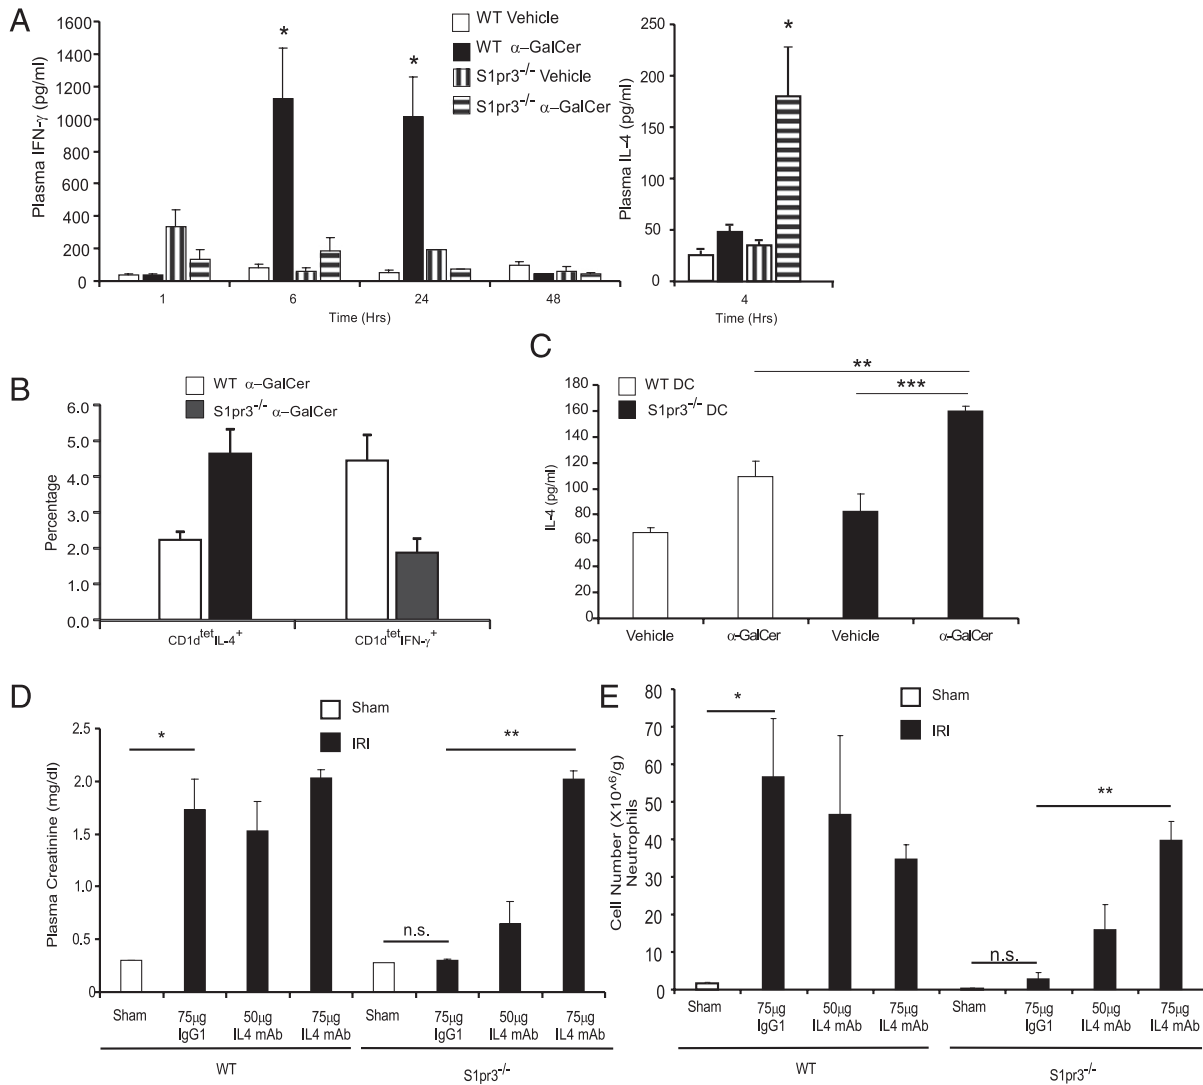 A
1600
1400
1200
1000
800
600
400
200
0
Plasma IFN-γ (pg/ml)
* *
1 6 24 48
Time (Hrs)
WT Vehicle
WT α–GalCer
S1pr3-/- Vehicle
S1pr3-/- α–GalCer
250
200
150
100
50
0
Plasma IL-4 (pg/ml)
*
4
Time (Hrs)
B
WT α–GalCer
S1pr3-/- α–GalCer
6.0
5.0
4.0
3.0
2.0
1.0
0.0
Percentage
CD1dtetIL-4+ CD1dtetIFN-γ+
C
WT DC
S1pr3-/- DC
180
160
140
120
100
80
60
40
20
0
IL-4 (pg/ml)
**
***
Vehicle α-GalCer Vehicle α-GalCer
D
Sham
IRI
2.5
2.0
1.5
1.0
0.5
0
Plasma Creatinine (mg/dl)
* **
n.s.
Sham 75μg 50μg 75μg Sham 75μg 50μg 75μg
IgG1 IL4 mAb IL4 mAb IgG1 IL4 mAb IL4 mAb
WT S1pr3-/-
E
Sham
IRI
80
70
60
50
40
30
20
10
0
Cell Number (X10^6/g)
Neutrophils
*
**
n.s.
Sham 75μg 50μg 75μg Sham 75μg 50μg 75μg
IgG1 IL4 mAb IL4 mAb IgG1 IL4 mAb IL4 mAb
WT S1pr3-/-